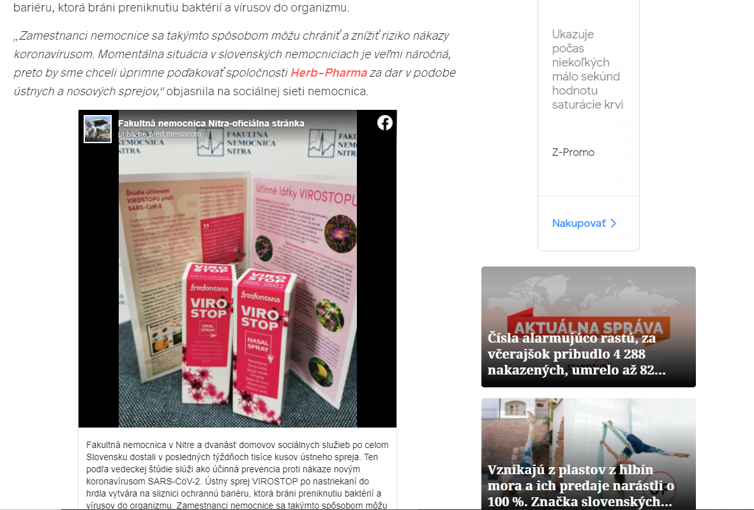 bariéru, ktorá bráni preniknutiu baktérií a vírusov do organizmu.
„Zamestnanci nemocnice sa takýmto spôsobom môžu chrániť a znížiť riziko nákazy
koronavírusom. Momentálna situácia v slovenských nemocniciach je veľmi náročná,
preto by sme chceli úprimne poďakovať spoločnosti Herb-Pharma za dar v podobe
ústnych a nosových sprejov,“ objasnila na sociálnej sieti nemocnica.
Fakultná nemocnica Nitra-oficiálna stránka
približne pred mesiacom
FAKULTNÁ
NEMOCNICA
NITRA
FAKULTNÁ
NEMOCNICA
NITRA
Štúdie účinnosti
VIROSTOPU proti
SARS-CoV-2
Účinné látky VIROSTOPU
fytofontana
VIRO
STOP
ORAL
SPRAY
fytofontana
VIRO
STOP
NASAL
SPRAY
Fakultná nemocnica v Nitre a dvanásť domovov sociálnych služieb po celom
Slovensku dostali v posledných týždňoch tisíce kusov ústneho spreja. Ten
podľa vedeckej štúdie slúži ako účinná prevencia proti nákaze novým
koronavírusom SARS-CoV-2. Ústny sprej VIROSTOP po nastriekaní do
hrdla vytvára na sliznici ochrannú bariéru, ktorá bráni preniknutiu baktérií a
vírusov do organizmu. Zamestnanci nemocnice sa takýmto spôsobom môžu
Ukazuje
počas
niekoľkých
málo sekúnd
hodnotu
saturácie krvi
Z-Promo
Nakupovať
AKTUÁLNA SPRÁVA
Čísla alarmujúco rastú, za
včerajšok pribudlo 4 288
nakazených, umrelo až 82...
Vznikajú z plastov z hlbín
mora a ich predaje narástli o
100 %. Značka slovenských...